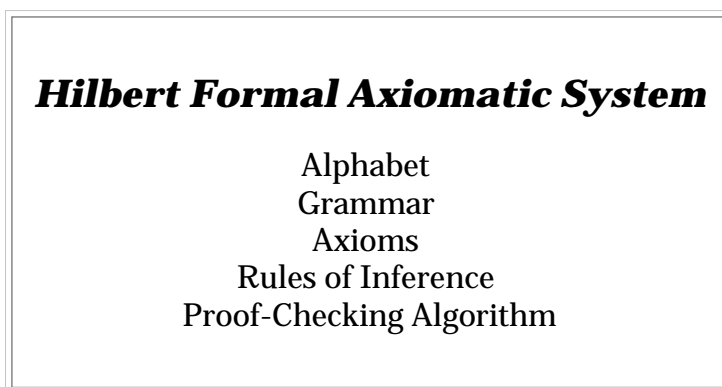 Hilbert Formal Axiomatic System
Alphabet
Grammar
Axioms
Rules of Inference
Proof-Checking Algorithm